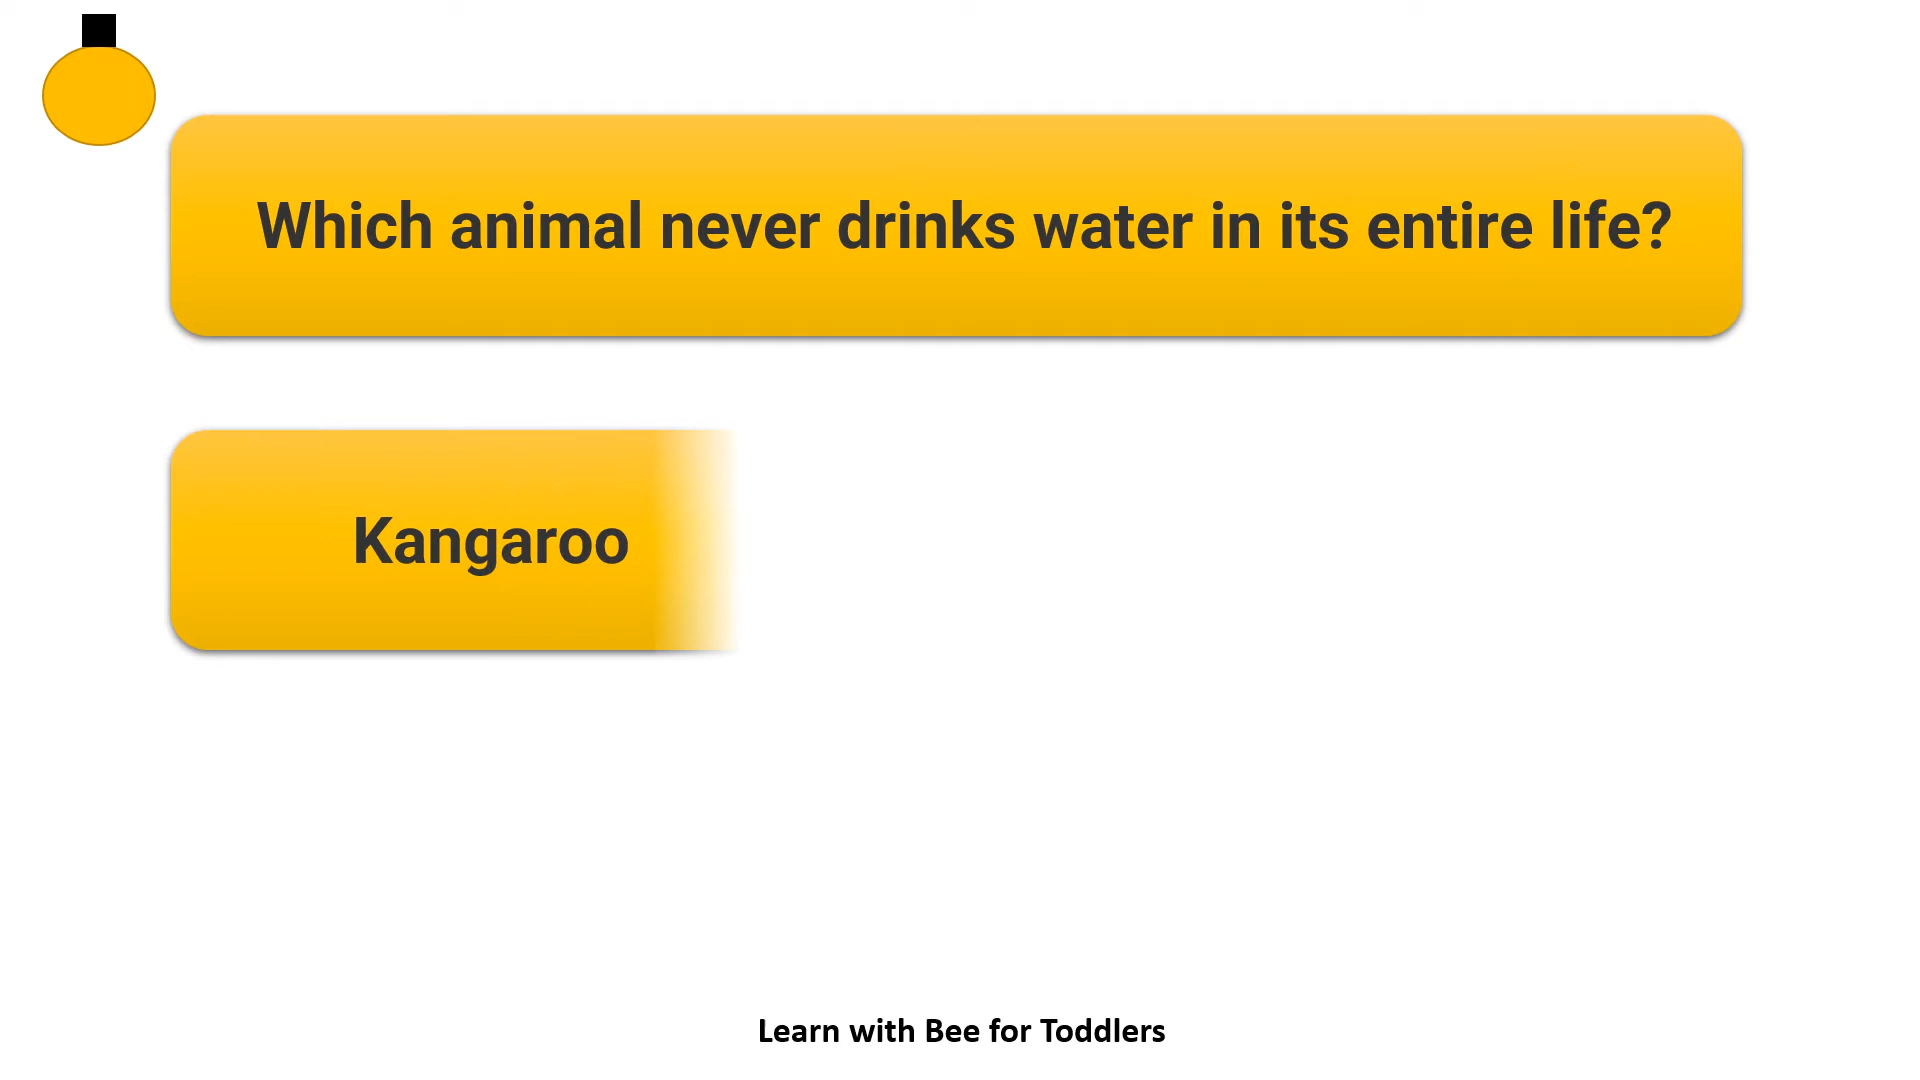 Which animal never drinks water in its entire life?
Kangaroo
Learn with Bee for Toddlers